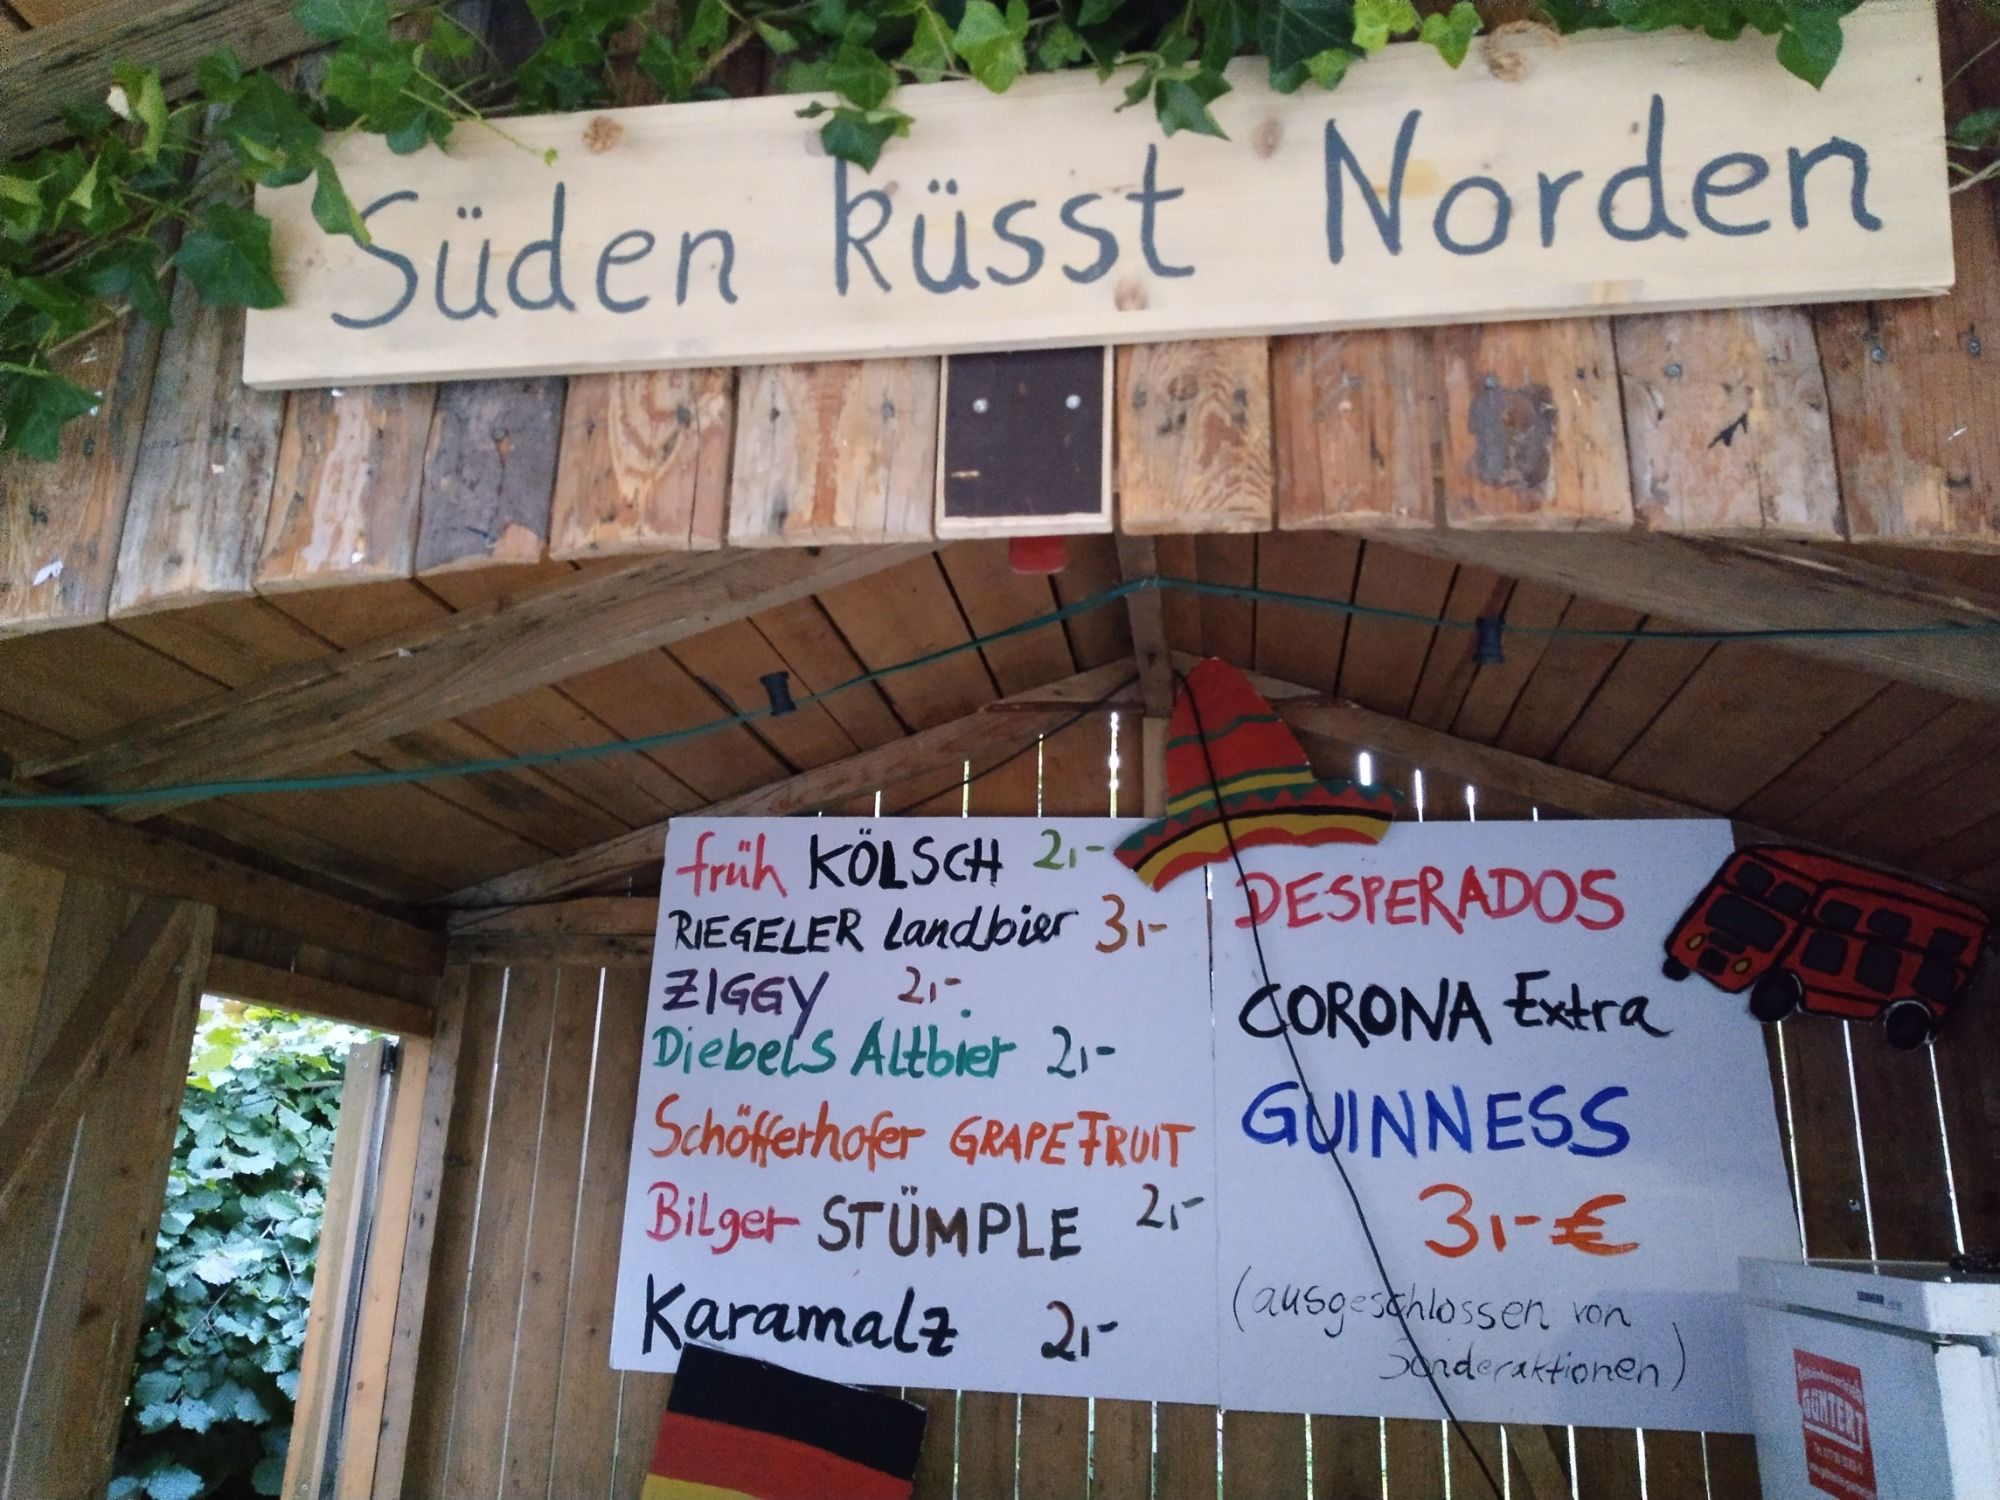 Süden küsst Norden
früh KÖLSCH 2,-
RIEGELER Landbier 3,-
ZIGGY 2,-
Diebels Altbier 2,-
Schöfferhofer GRAPEFRUIT
Bilger STÜMPLE 2,-
Karamalz 2,-
DESPERADOS
CORONA Extra
GUINNESS
3,-€
(ausgeschlossen von
Sonderaktionen)
GÜNTERT